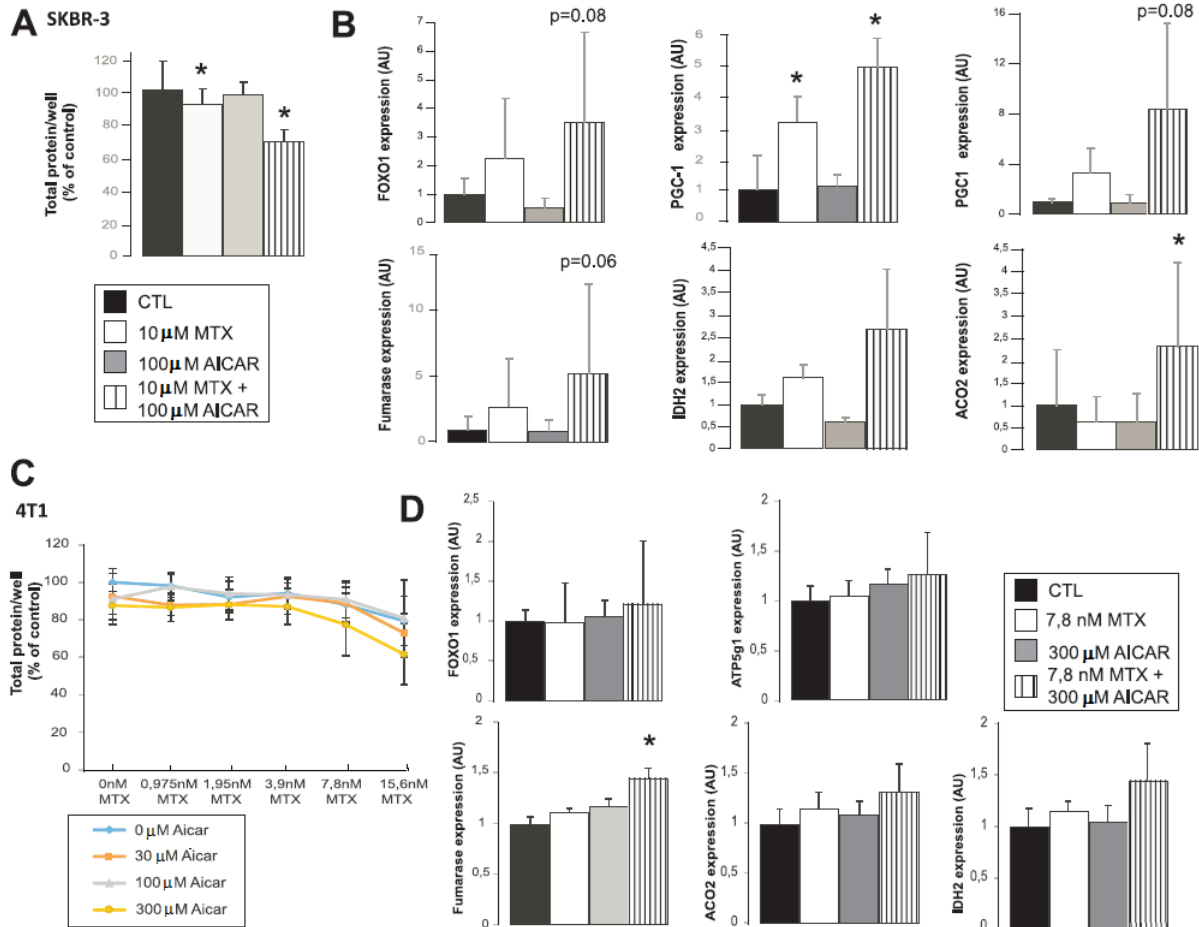 A SKBR-3
Total protein/well
(% of control)
120
100
80
60
40
20
0
*
*
CTL
10 µM MTX
100µM AICAR
10 µM MTX +
100µM AICAR
B
FOXO1 expression (AU)
7
6
5
4
3
2
1
0
p=0.08
PGC-1 expression (AU)
6
5
4
3
2
1
0
*
*
PGC1 expression (AU)
16
12
8
4
0
p=0.08
Fumarase expression (AU)
15
10
5
0
p=0.06
IDH2 expression (AU)
4,5
4
3,5
3
2,5
2
1,5
1
0,5
0
ACO2 expression (AU)
4,5
4
3,5
3
2,5
2
1,5
1
0,5
0
*
C
4T1
Total protein/well
(% of control)
120
100
80
60
40
20
0
0nM 0,975nM 1,95nM 3,9nM 7,8nM 15,6nM
MTX MTX MTX MTX MTX MTX
0 µM Aicar
30 µM Aicar
100 µM Aicar
300 µM Aicar
D
FOXO1 expression (AU)
2,5
2
1,5
1
0,5
0
ATP5g1 expression (AU)
2
1,5
1
0,5
0
CTL
7,8 nM MTX
300 µM AICAR
7,8 nM MTX +
300 µM AICAR
Fumarase expression (AU)
2
1,5
1
0,5
0
*
ACO2 expression (AU)
2
1,5
1
0,5
0
IDH2 expression (AU)
2
1,5
1
0,5
0